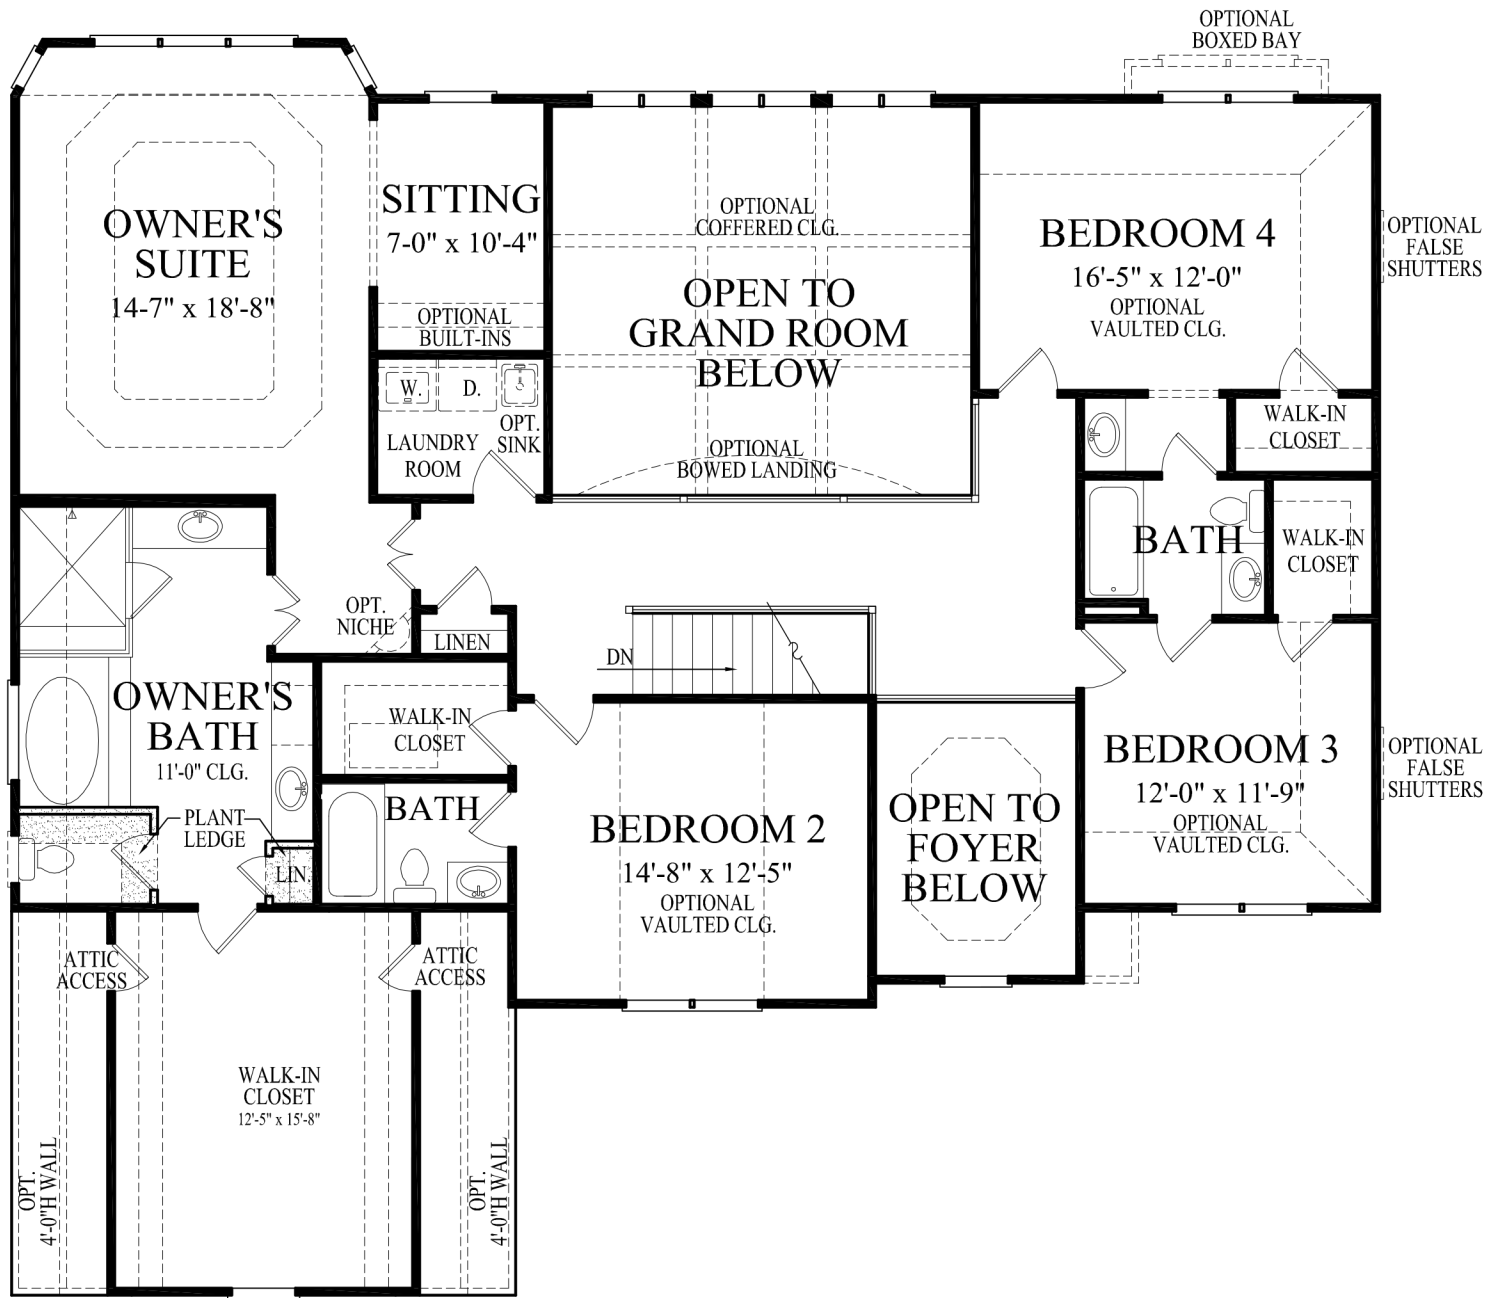 OPTIONAL
BOXED BAY
OWNER'S
SUITE
14-7" x 18'-8"
SITTING
7-0" x 10'-4"
OPTIONAL
BUILT-INS
OPTIONAL
COFFERED CLG.
OPEN TO
GRAND ROOM
BELOW
OPTIONAL
BOWED LANDING
BEDROOM 4
16'-5" x 12'-0"
OPTIONAL
VAULTED CLG.
OPTIONAL
FALSE
SHUTTERS
W.
D.
OPT.
SINK
LAUNDRY
ROOM
WALK-IN
CLOSET
BATH
WALK-IN
CLOSET
OPT.
NICHE
LINEN
DN
OWNER'S
BATH
11'-0" CLG.
WALK-IN
CLOSET
PLANT
LEDGE
LIN.
BATH
BEDROOM 2
14'-8" x 12'-5"
OPTIONAL
VAULTED CLG.
OPEN TO
FOYER
BELOW
BEDROOM 3
12'-0" x 11'-9"
OPTIONAL
VAULTED CLG.
OPTIONAL
FALSE
SHUTTERS
ATTIC
ACCESS
ATTIC
ACCESS
WALK-IN
CLOSET
12'-5" x 15'-8"
OPT.
4'-0"H WALL
OPT.
4'-0"H WALL